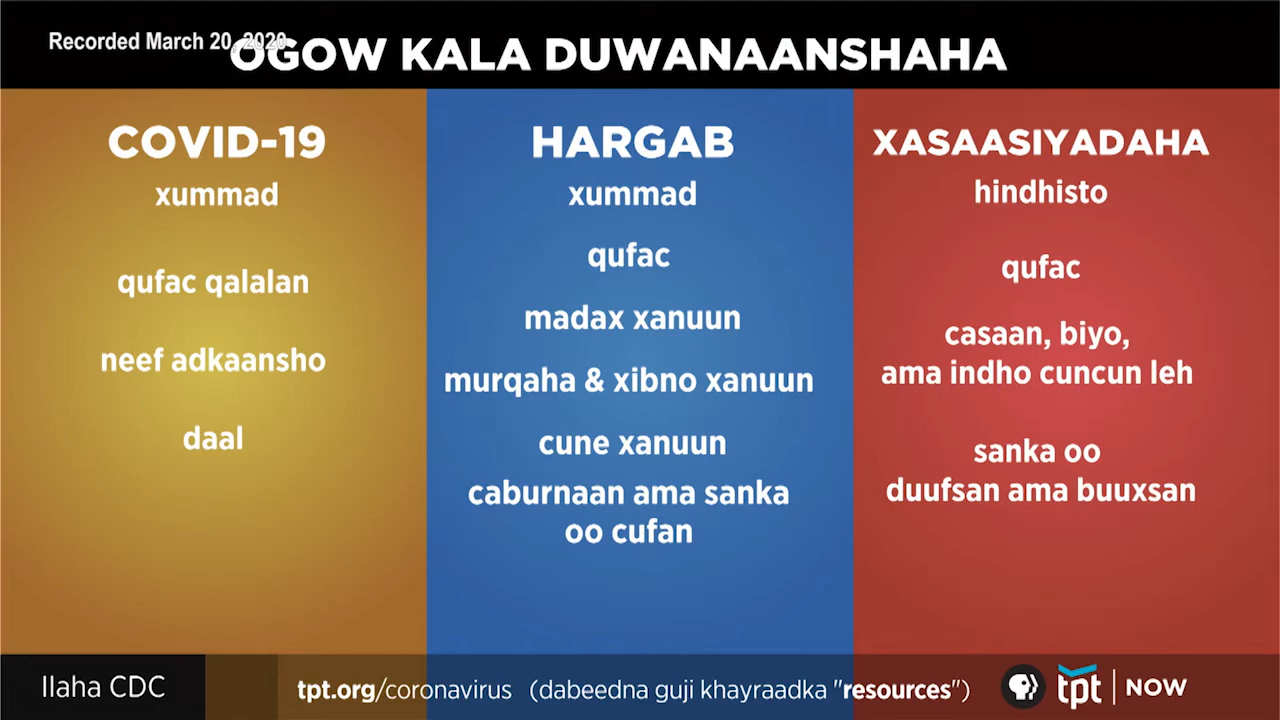 Recorded March 20, 2020
OGOW KALA DUWANAANSHAHA
COVID-19
xummad
qufac qalalan
neef adkaansho
daal
HARGAB
xummad
qufac
madax xanuun
murqaha & xibno xanuun
cune xanuun
caburnaan ama sanka
oo cufan
XASAASIYADAHA
hindhisto
qufac
casaan, biyo,
ama indho cuncun leh
sanka oo
duufsan ama buuxsan
Ilaha CDC
tpt.org/coronavirus (dabeedna guji khayraadka "resources")
tpt NOW